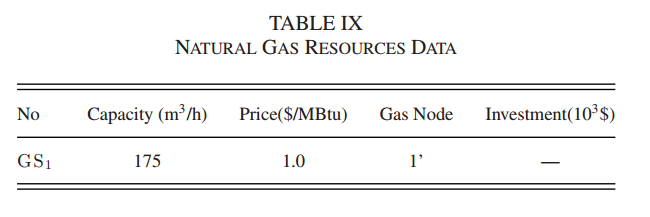 TABLE IX
NATURAL GAS RESOURCES DATA
No Capacity (m³/h) Price($/MBtu) Gas Node Investment(10³$)
GS₁ 175 1.0 1’ —